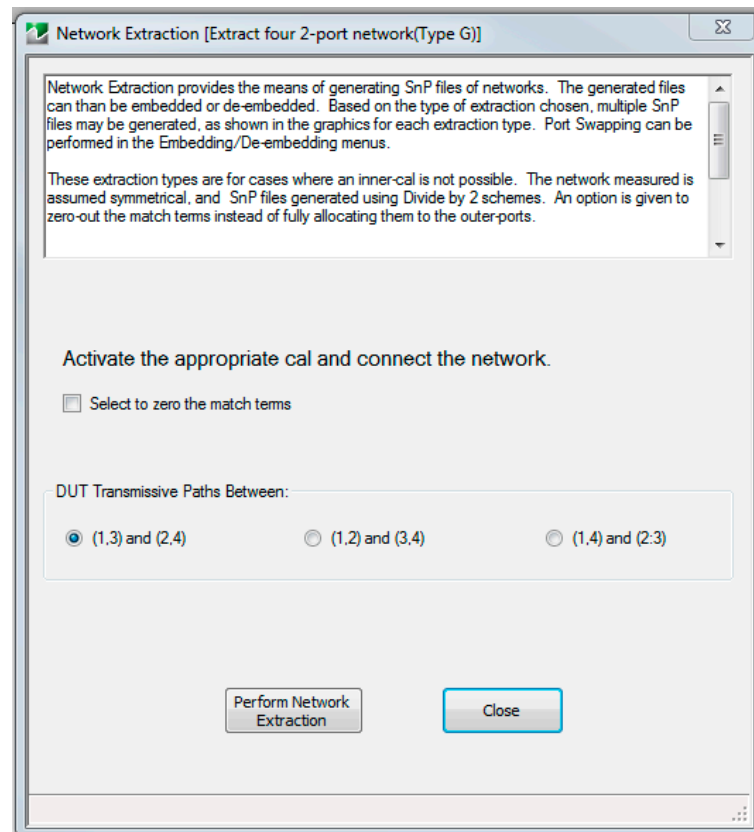 Network Extraction [Extract four 2-port network(Type G)]
Network Extraction provides the means of generating SnP files of networks. The generated files
can than be embedded or de-embedded. Based on the type of extraction chosen, multiple SnP
files may be generated, as shown in the graphics for each extraction type. Port Swapping can be
performed in the Embedding/De-embedding menus.
These extraction types are for cases where an inner-cal is not possible. The network measured is
assumed symmetrical, and SnP files generated using Divide by 2 schemes. An option is given to
zero-out the match terms instead of fully allocating them to the outer-ports.
Activate the appropriate cal and connect the network.
Select to zero the match terms
DUT Transmissive Paths Between:
(1,3) and (2,4) (1,2) and (3,4) (1,4) and (2:3)
Perform Network
Extraction
Close